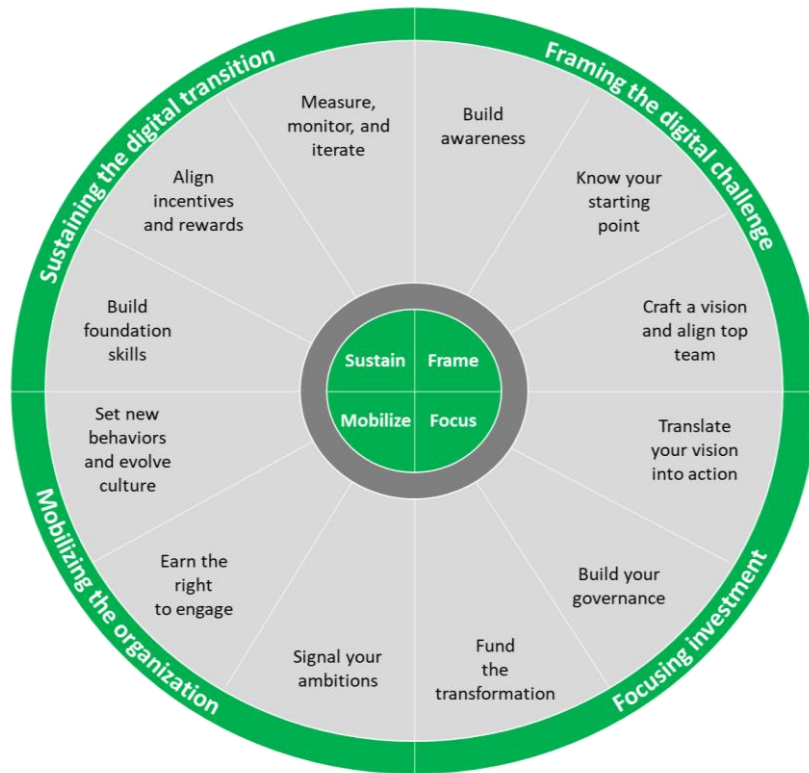 Framing the digital challenge
Build
awareness
Know your
starting
point
Craft a vision
and align top
team
Focusing investment
Translate
your vision
into action
Build your
governance
Fund
the
transformation
Mobilizing the organization
Signal your
ambitions
Earn the
right
to engage
Set new
behaviors
and evolve
culture
Sustaining the digital transition
Build
foundation
skills
Align
incentives
and rewards
Measure,
monitor, and
iterate
Sustain
Frame
Mobilize
Focus